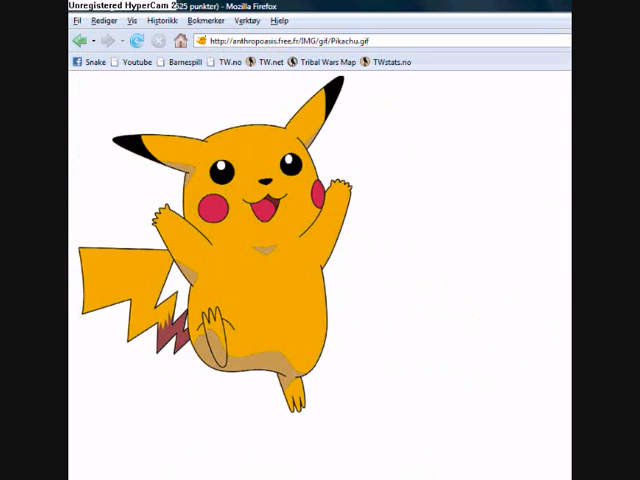 Unregistered HyperCam 2
525 punkter) - Mozilla Firefox
Fil Rediger Vis Historikk Bokmerker Verktøy Hjelp
http://anthropoasis.free.fr/IMG/gif/Pikachu.gif
Snake Youtube Barnespill TW.no TW.net Tribal Wars Map TWstats.no